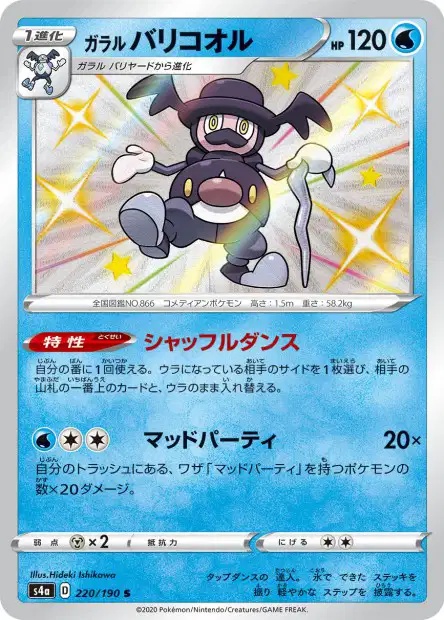 1進化
ガラル バリコオル
HP 120
ガラル バリヤードから進化
全国図鑑NO.866 コメディアンポケモン 高さ：1.5m 重さ：58.2kg
特性 とくせい シャッフルダンス
自分の番に1回使える。ウラになっている相手のサイドを1枚選び、相手の
山札の一番上のカードと、ウラのまま入れ替える。
マッドパーティ 20×
自分のトラッシュにある、ワザ「マッドパーティ」を持つポケモンの
数×20ダメージ。
弱点 ×2 抵抗力 にげる
Illus.Hideki Ishikawa
タップダンスの 達人。 氷で できた ステッキを
振り 軽やかな ステップを 披露する。
s4a D 220/190 S
©2020 Pokémon/Nintendo/Creatures/GAME FREAK.